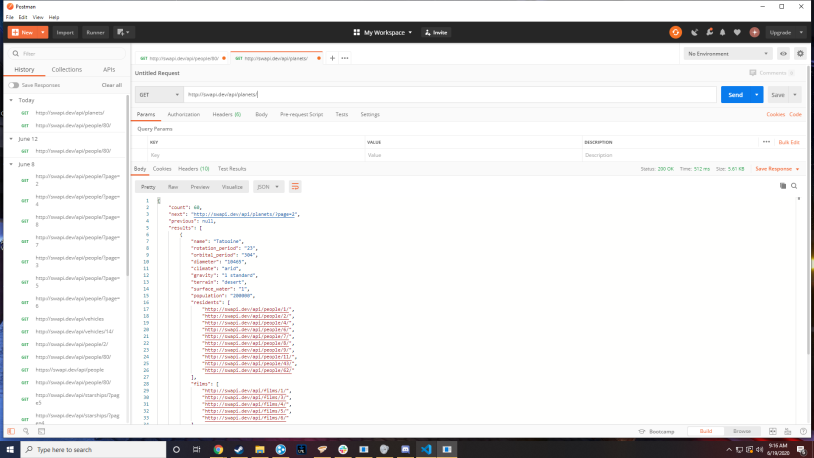 Postman
File Edit View Help
New Import Runner My Workspace Invite Upgrade
Filter
History Collections APIs
Save Responses Clear all
Today
GET http://swapi.dev/api/planets/
GET http://swapi.dev/api/people/80/
June 12
GET http://swapi.dev/api/people/80/
June 8
GET http://swapi.dev/api/people/?page=
2
GET http://swapi.dev/api/people/?page=
4
GET http://swapi.dev/api/people/?page=
8
GET http://swapi.dev/api/people/?page=
7
GET http://swapi.dev/api/people/?page=
3
GET http://swapi.dev/api/people/?page=
5
GET http://swapi.dev/api/people/?page=
6
GET http://swapi.dev/api/vehicles
GET http://swapi.dev/api/vehicles/14/
GET http://swapi.dev/api/people/2/
GET http://swapi.dev/api/people/80/
GET https://swapi.dev/api/people
GET http://swapi.dev/api/people/80/
GET http://swapi.dev/api/starships/?pag
e5
GET http://swapi.dev/api/starships/?pag
GET http://swapi.dev/api/people/80/ GET http://swapi.dev/api/planets/ + ••• No Environment
Untitled Request Comments 0
GET http://swapi.dev/api/planets/ Send Save
Params Authorization Headers (6) Body Pre-request Script Tests Settings Cookies Code
Query Params
KEY VALUE DESCRIPTION ••• Bulk Edit
Key Value Description
Body Cookies Headers (10) Test Results Status: 200 OK Time: 512 ms Size: 5.61 KB Save Response
Pretty Raw Preview Visualize JSON
1 {
2 "count": 60,
3 "next": "http://swapi.dev/api/planets/?page=2",
4 "previous": null,
5 "results": [
6 {
7 "name": "Tatooine",
8 "rotation_period": "23",
9 "orbital_period": "304",
10 "diameter": "10465",
11 "climate": "arid",
12 "gravity": "1 standard",
13 "terrain": "desert",
14 "surface_water": "1",
15 "population": "200000",
16 "residents": [
17 "http://swapi.dev/api/people/1/",
18 "http://swapi.dev/api/people/2/",
19 "http://swapi.dev/api/people/4/",
20 "http://swapi.dev/api/people/6/",
21 "http://swapi.dev/api/people/7/",
22 "http://swapi.dev/api/people/8/",
23 "http://swapi.dev/api/people/9/",
24 "http://swapi.dev/api/people/11/",
25 "http://swapi.dev/api/people/43/",
26 "http://swapi.dev/api/people/62/"
27 ],
28 "films": [
29 "http://swapi.dev/api/films/1/",
30 "http://swapi.dev/api/films/3/",
31 "http://swapi.dev/api/films/4/",
32 "http://swapi.dev/api/films/5/",
33 "http://swapi.dev/api/films/6/"
Bootcamp Build Browse
Type here to search
9:16 AM
6/19/2020